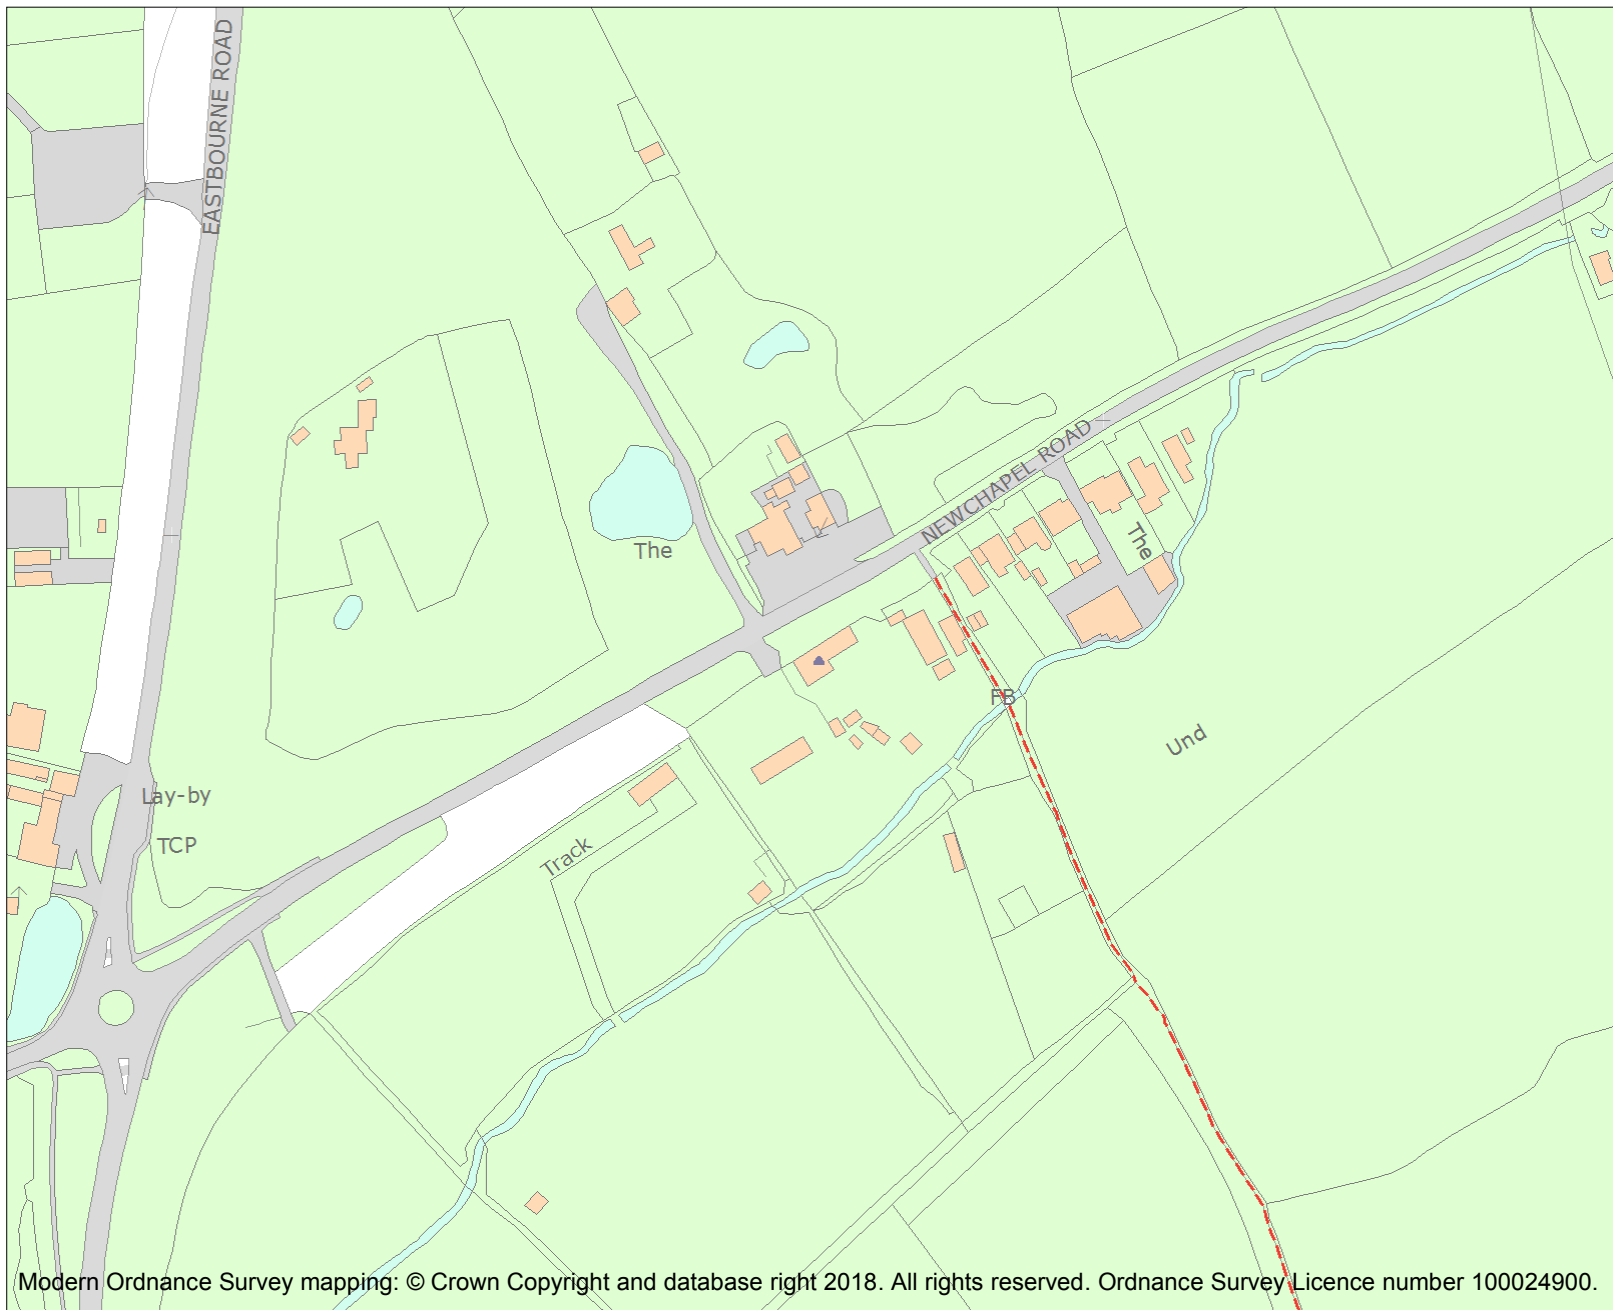 EASTBOURNE ROAD
NEWCHAPEL ROAD
The
The
FB
Und
Lay-by
TCP
Track
Modern Ordnance Survey mapping: © Crown Copyright and database right 2018. All rights reserved. Ordnance Survey Licence number 100024900.